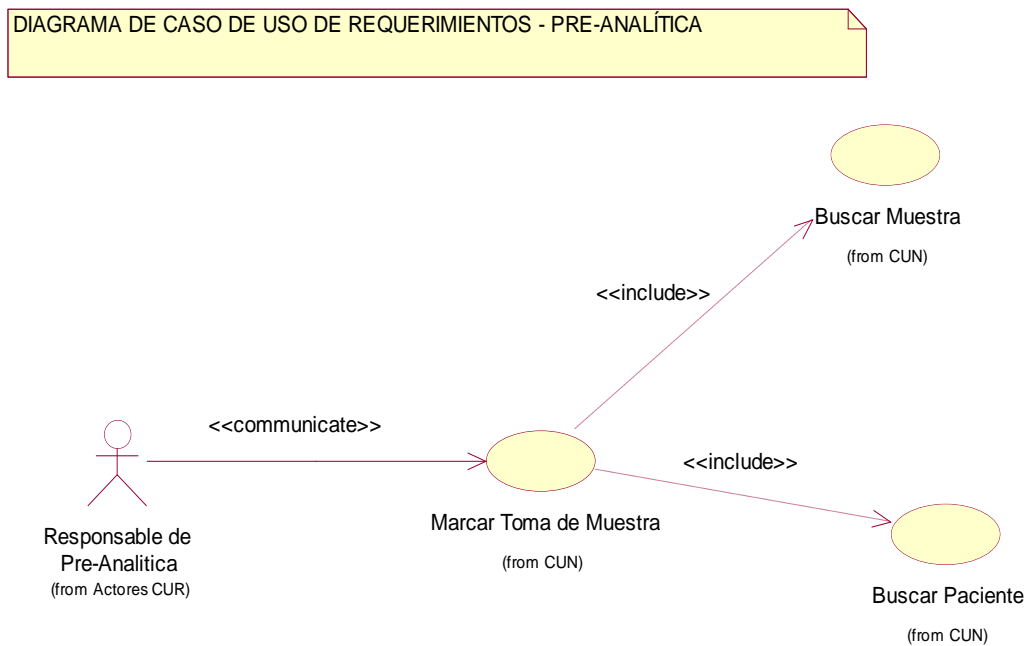 DIAGRAMA DE CASO DE USO DE REQUERIMIENTOS - PRE-ANALÍTICA
Buscar Muestra
(from CUN)
<<include>>
<<communicate>>
<<include>>
Marcar Toma de Muestra
(from CUN)
Responsable de
Pre-Analitica
(from Actores CUR)
Buscar Paciente
(from CUN)